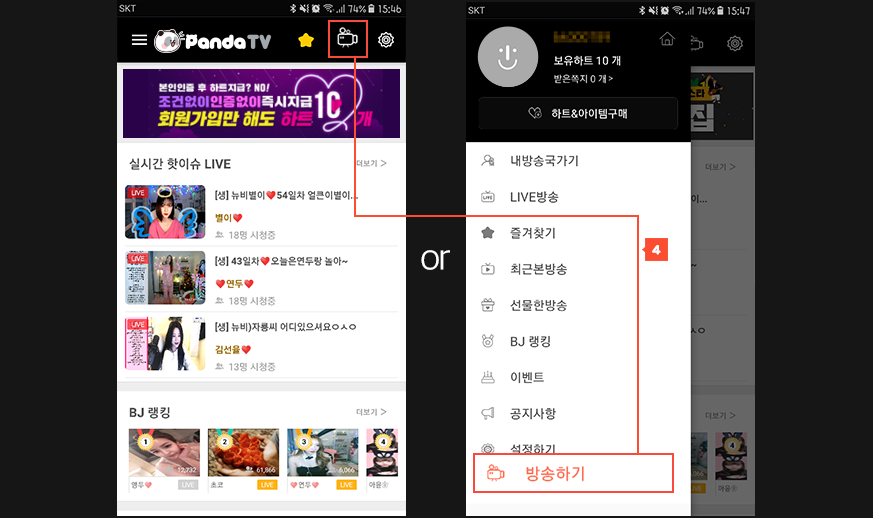 SKT
74% 15:46
PandaTV
본인인증 후 하트지급? NO!
조건없이인증없이즉시지급
회원가입만 해도 하트 10개
실시간 핫이슈 LIVE
더보기 >
LIVE
[생] 뉴비별이❤️54일차 얼큰이별이...
별이❤️
18명 시청중
LIVE
[생] 43일차❤️오늘은연두랑 놀아~
❤️연두❤️
18명 시청중
LIVE
[생] 뉴비)자룡씨 어디있으셔요ㅇㅅㅇ
김선율❤️
13명 시청중
BJ 랭킹
더보기 >
1
12,732
앵두❤️
LIVE
2
61,866
초코
LIVE
3
8,066
❤️연두❤️
LIVE
4
야윤
or
4
SKT
74% 15:47
보유하트 10 개
받은쪽지 0 개 >
하트&아이템구매
내방송국가기
LIVE방송
즐겨찾기
최근본방송
선물한방송
BJ 랭킹
이벤트
공지사항
설정하기
방송하기
집
더보기 >
더보기 >
4
LIVE